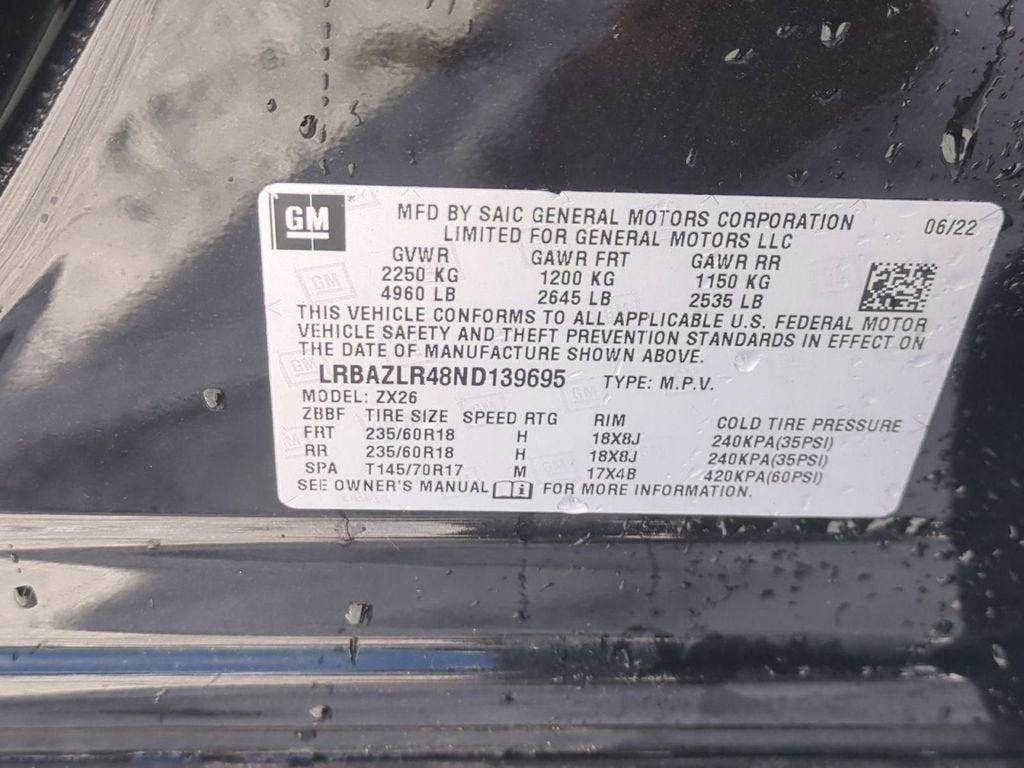 GM
MFD BY SAIC GENERAL MOTORS CORPORATION 06/22
LIMITED FOR GENERAL MOTORS LLC
GVWR GAWR FRT GAWR RR
2250 KG 1200 KG 1150 KG
4960 LB 2645 LB 2535 LB
THIS VEHICLE CONFORMS TO ALL APPLICABLE U.S. FEDERAL MOTOR
VEHICLE SAFETY AND THEFT PREVENTION STANDARDS IN EFFECT ON
THE DATE OF MANUFACTURE SHOWN ABOVE.
LRBAZLR48ND139695 TYPE: M.P.V.
MODEL: ZX26
ZBBF TIRE SIZE SPEED RTG RIM COLD TIRE PRESSURE
FRT 235/60R18 H 18X8J 240KPA(35PSI)
RR 235/60R18 H 18X8J 240KPA(35PSI)
SPA T145/70R17 M 17X4B 420KPA(60PSI)
SEE OWNER'S MANUAL FOR MORE INFORMATION.